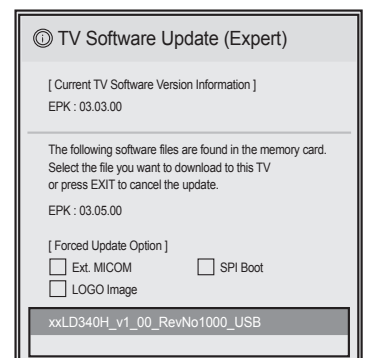 ⓘ TV Software Update (Expert)
[ Current TV Software Version Information ]
EPK : 03.03.00
The following software files are found in the memory card.
Select the file you want to download to this TV
or press EXIT to cancel the update.
EPK : 03.05.00
[ Forced Update Option ]
Ext. MICOM SPI Boot
LOGO Image
xxLD340H_v1_00_RevNo1000_USB